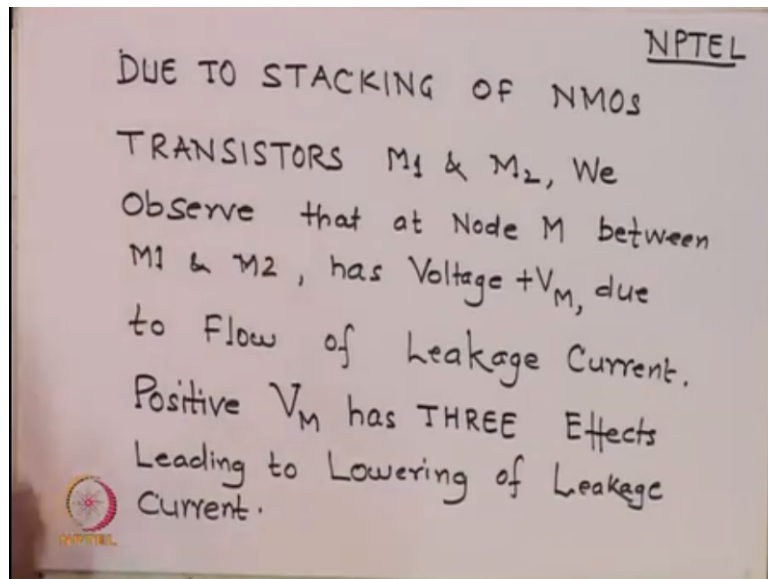 NPTEL
DUE TO STACKING OF NMOS
TRANSISTORS M1 & M2, We
Observe that at Node M between
M1 & M2, has Voltage +VM, due
to Flow of Leakage Current.
Positive VM has THREE Effects
Leading to Lowering of Leakage
Current.
NPTEL